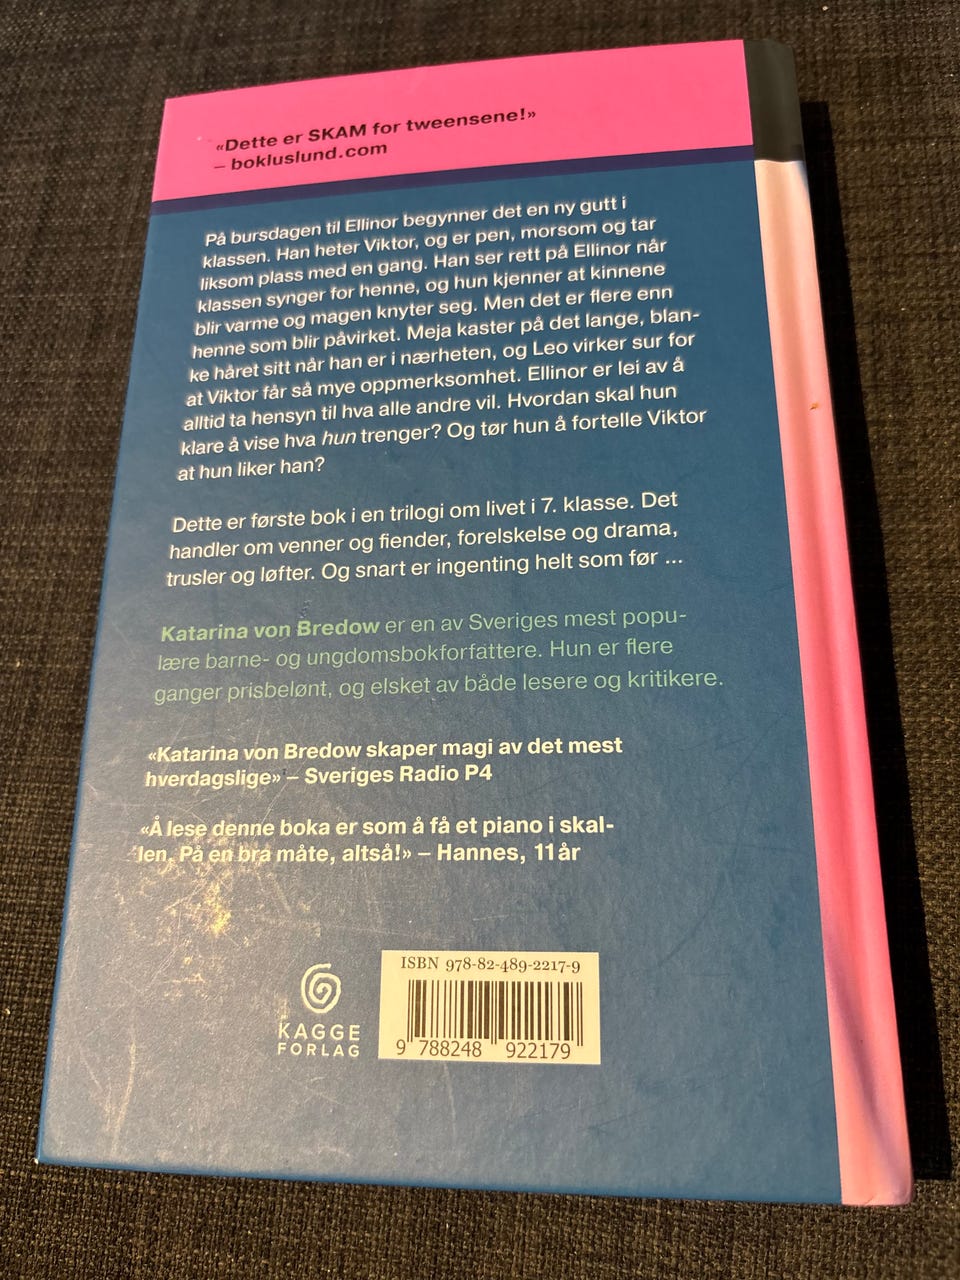 «Dette er SKAM for tweensene!»
– bokluslund.com
På bursdagen til Ellinor begynner det en ny gutt i
klassen. Han heter Viktor, og er pen, morsom og tar
liksom plass med en gang. Han ser rett på Ellinor når
klassen synger for henne, og hun kjenner at kinnene
blir varme og magen knyter seg. Men det er flere enn
henne som blir påvirket. Meja kaster på det lange, blan-
ke håret sitt når han er i nærheten, og Leo virker sur for
at Viktor får så mye oppmerksomhet. Ellinor er lei av å
alltid ta hensyn til hva alle andre vil. Hvordan skal hun
klare å vise hva hun trenger? Og tør hun å fortelle Viktor
at hun liker han?
Dette er første bok i en trilogi om livet i 7. klasse. Det
handler om venner og fiender, forelskelse og drama,
trusler og løfter. Og snart er ingenting helt som før ...
Katarina von Bredow er en av Sveriges mest popu-
lære barne- og ungdomsbokforfattere. Hun er flere
ganger prisbelønt, og elsket av både lesere og kritikere.
«Katarina von Bredow skaper magi av det mest
hverdagslige» – Sveriges Radio P4
«Å lese denne boka er som å få et piano i skal-
len. På en bra måte, altså!» – Hannes, 11 år
ISBN 978-82-489-2217-9
KAGGE
FORLAG
9 788248 922179